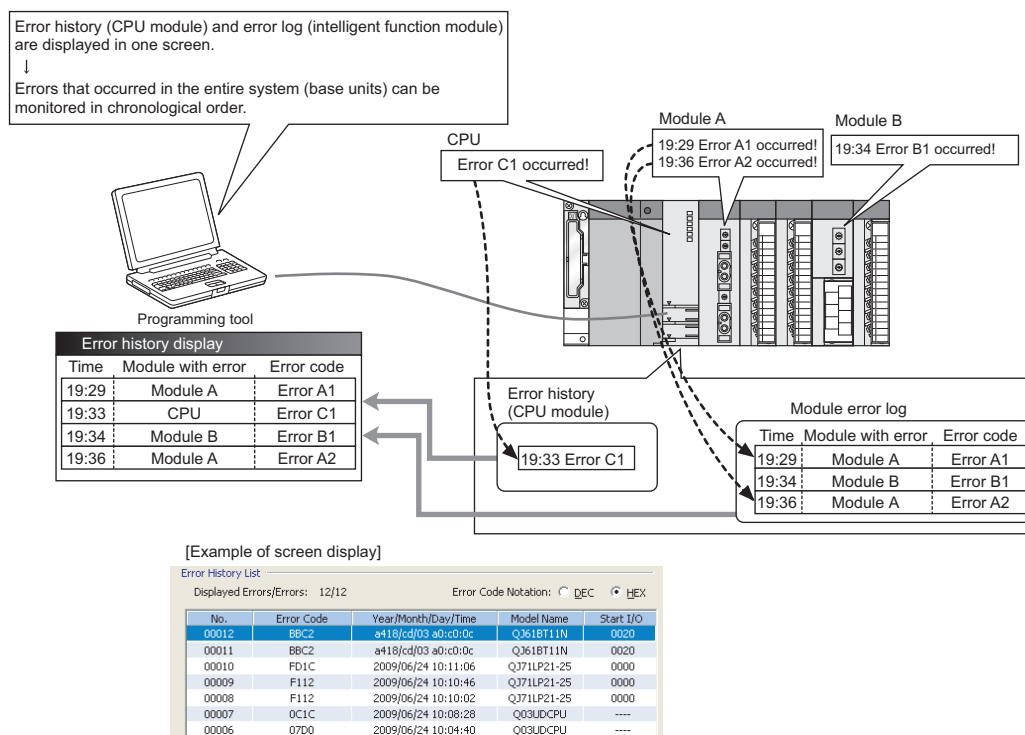 Error history (CPU module) and error log (intelligent function module)
are displayed in one screen.
↓
Errors that occurred in the entire system (base units) can be
monitored in chronological order.
CPU
Error C1 occurred!
Module A
19:29 Error A1 occurred!
19:36 Error A2 occurred!
Module B
19:34 Error B1 occurred!
Programming tool
Error history display
Time Module with error Error code
19:29 Module A Error A1
19:33 CPU Error C1
19:34 Module B Error B1
19:36 Module A Error A2
Error history
(CPU module)
19:33 Error C1
Module error log
Time Module with error Error code
19:29 Module A Error A1
19:34 Module B Error B1
19:36 Module A Error A2
[Example of screen display]
Error History List
Displayed Errors/Errors: 12/12 Error Code Notation: DEC HEX
No. Error Code Year/Month/Day/Time Model Name Start I/O
00012 BBC2 a418/cd/03 a0:c0:0c QJ61BT11N 0020
00011 BBC2 a418/cd/03 a0:c0:0c QJ61BT11N 0020
00010 FD1C 2009/06/24 10:11:06 QJ71LP21-25 0000
00009 F112 2009/06/24 10:10:46 QJ71LP21-25 0000
00008 F112 2009/06/24 10:10:02 QJ71LP21-25 0000
00007 0C1C 2009/06/24 10:08:28 Q03UDCPU ----
00006 07D0 2009/06/24 10:04:40 Q03UDCPU ----